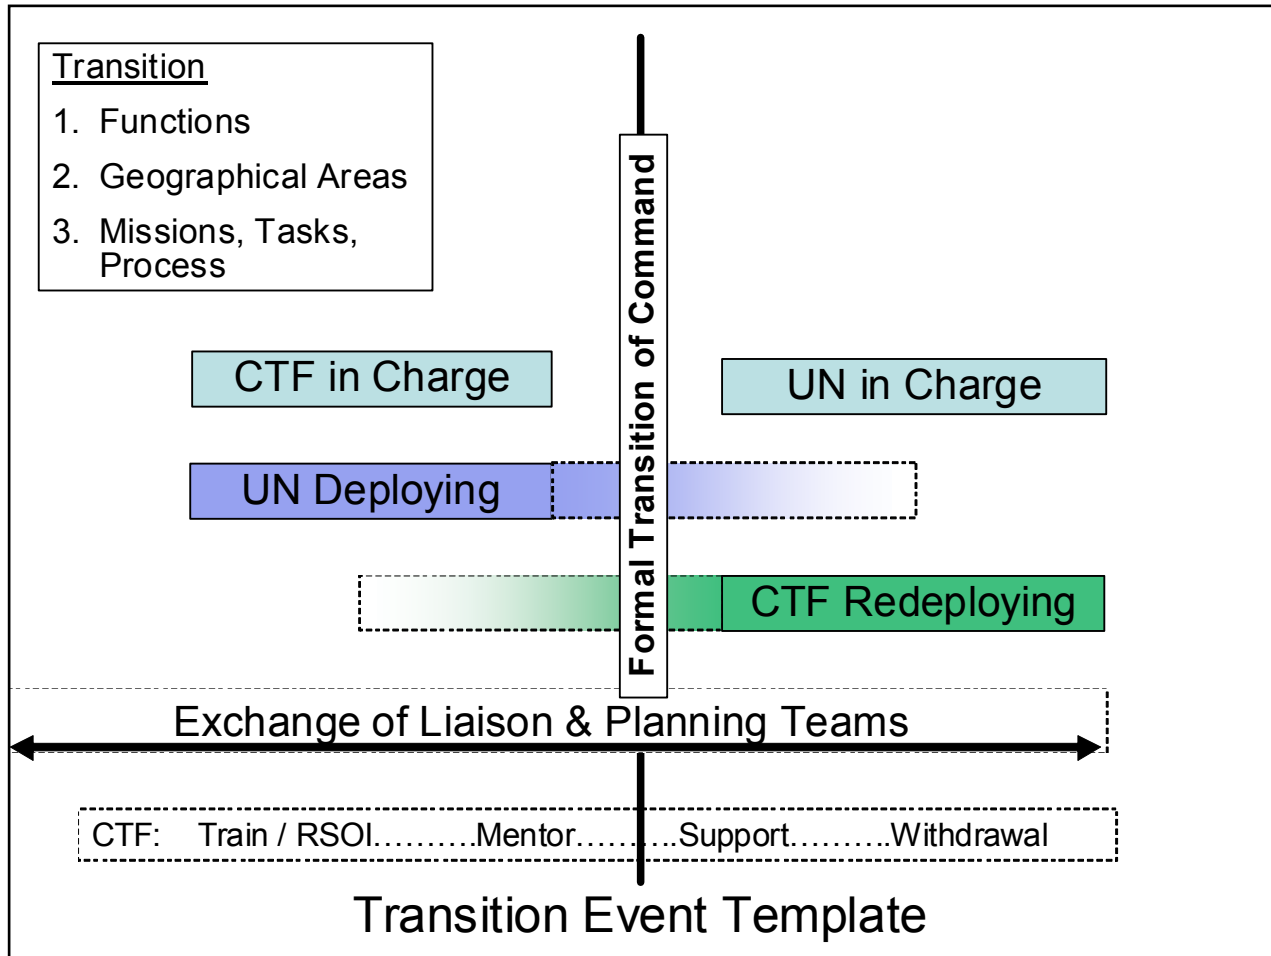 Transition
1. Functions
2. Geographical Areas
3. Missions, Tasks,
Process
Formal Transition of Command
CTF in Charge
UN in Charge
UN Deploying
CTF Redeploying
Exchange of Liaison & Planning Teams
CTF: Train / RSOI..........Mentor..........Support..........Withdrawal
Transition Event Template